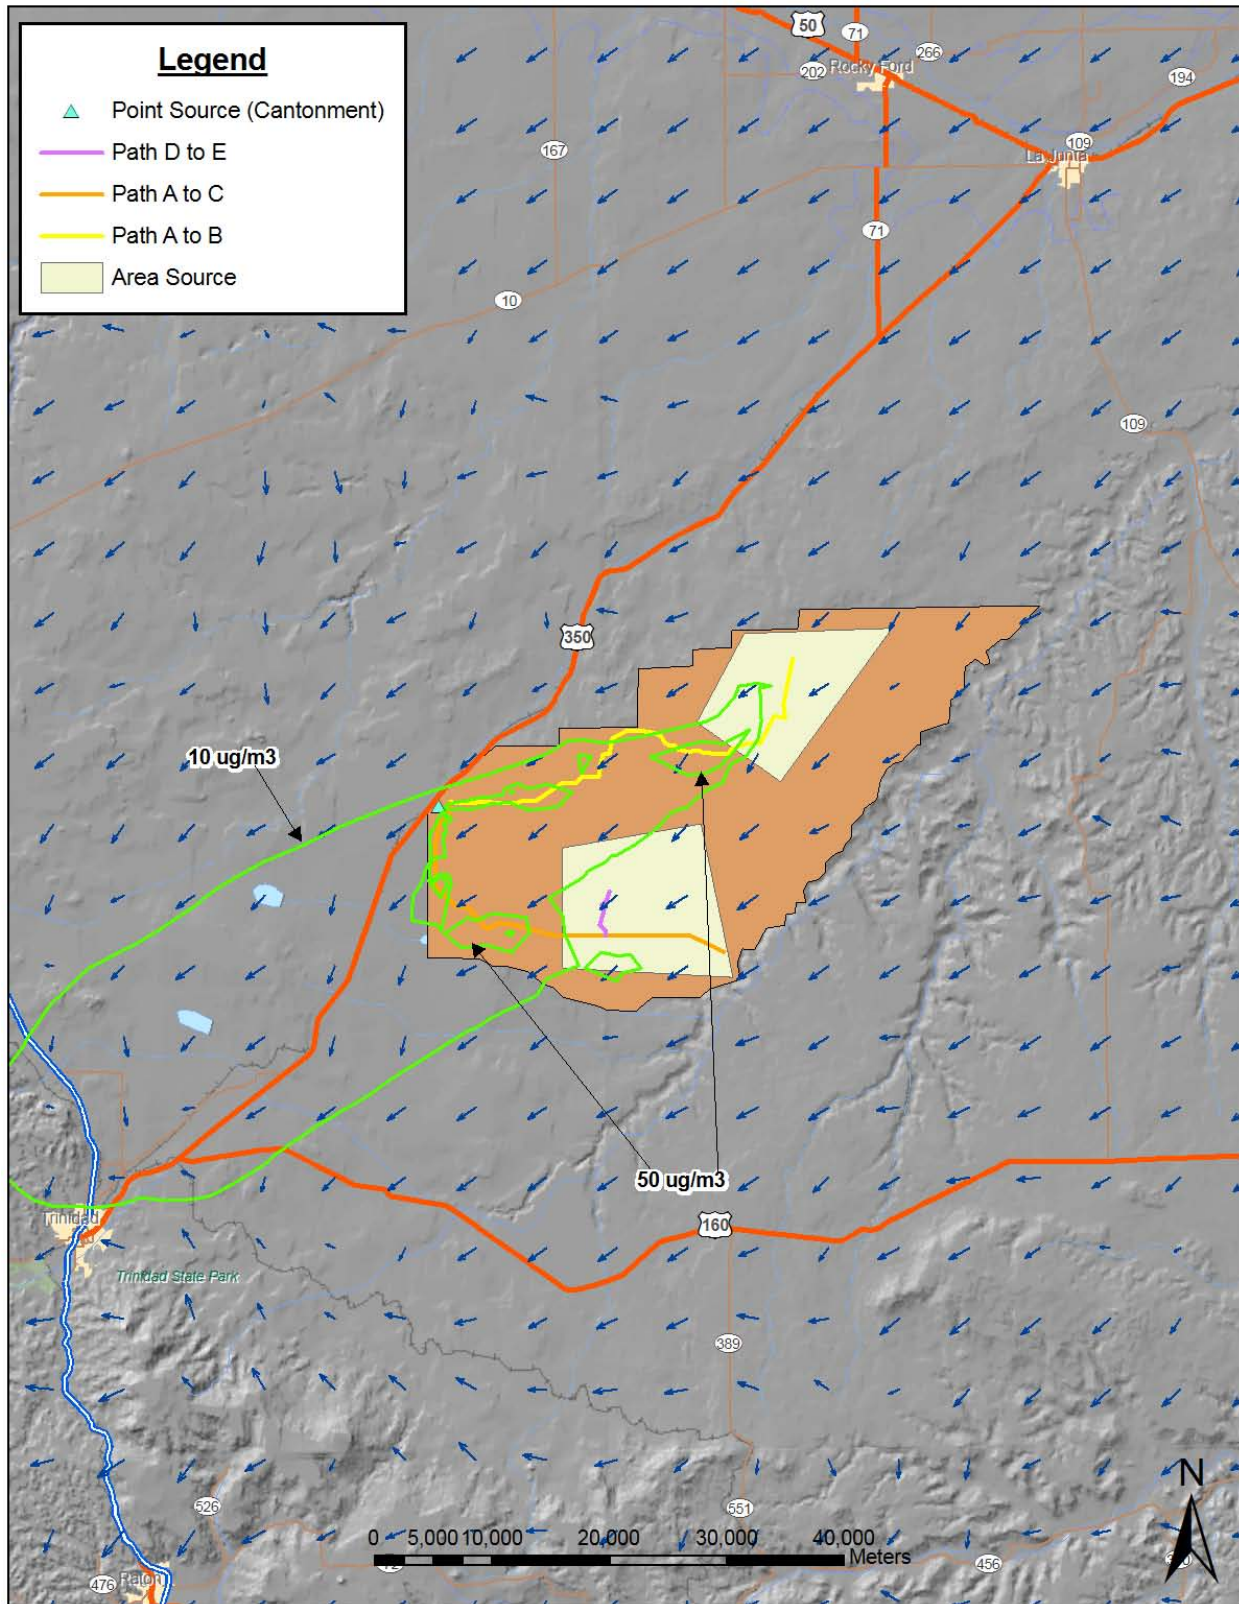 Legend
Point Source (Cantonment)
Path D to E
Path A to C
Path A to B
Area Source
50
71
266
202
Rocky Ford
194
167
109
La Junta
71
10
109
350
10 ug/m3
50 ug/m3
Trinidad
160
Trinidad State Park
389
N
526
551
0 5,000 10,000 20,000 30,000 40,000
Meters
456
476
Raton